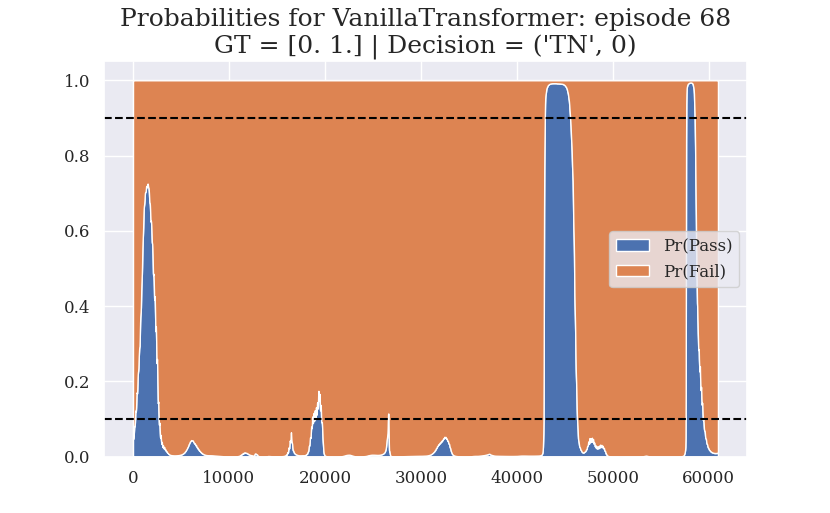 Probabilities for VanillaTransformer: episode 68
GT = [0. 1.] | Decision = ('TN', 0)
1.0
0.8
0.6
0.4
0.2
0.0
Pr(Pass)
Pr(Fail)
0 10000 20000 30000 40000 50000 60000